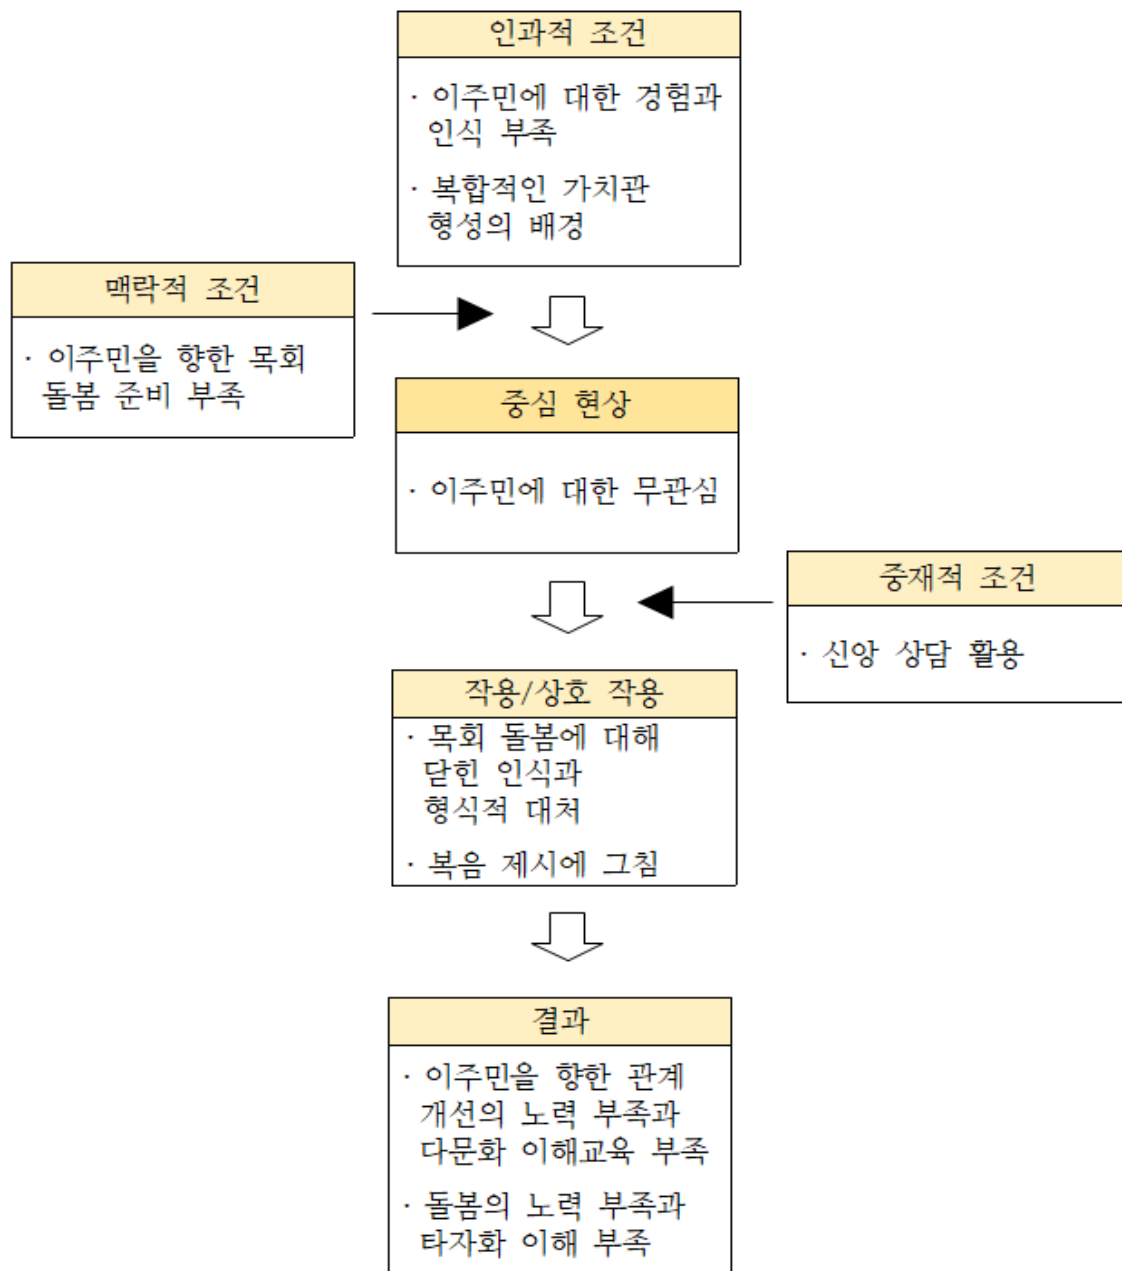 인과적 조건
· 이주민에 대한 경험과
인식 부족
· 복합적인 가치관
형성의 배경
맥락적 조건
· 이주민을 향한 목회
돌봄 준비 부족
중심 현상
· 이주민에 대한 무관심
중재적 조건
· 신앙 상담 활용
작용/상호 작용
· 목회 돌봄에 대해
닫힌 인식과
형식적 대처
· 복음 제시에 그침
결과
· 이주민을 향한 관계
개선의 노력 부족과
다문화 이해교육 부족
· 돌봄의 노력 부족과
타자화 이해 부족